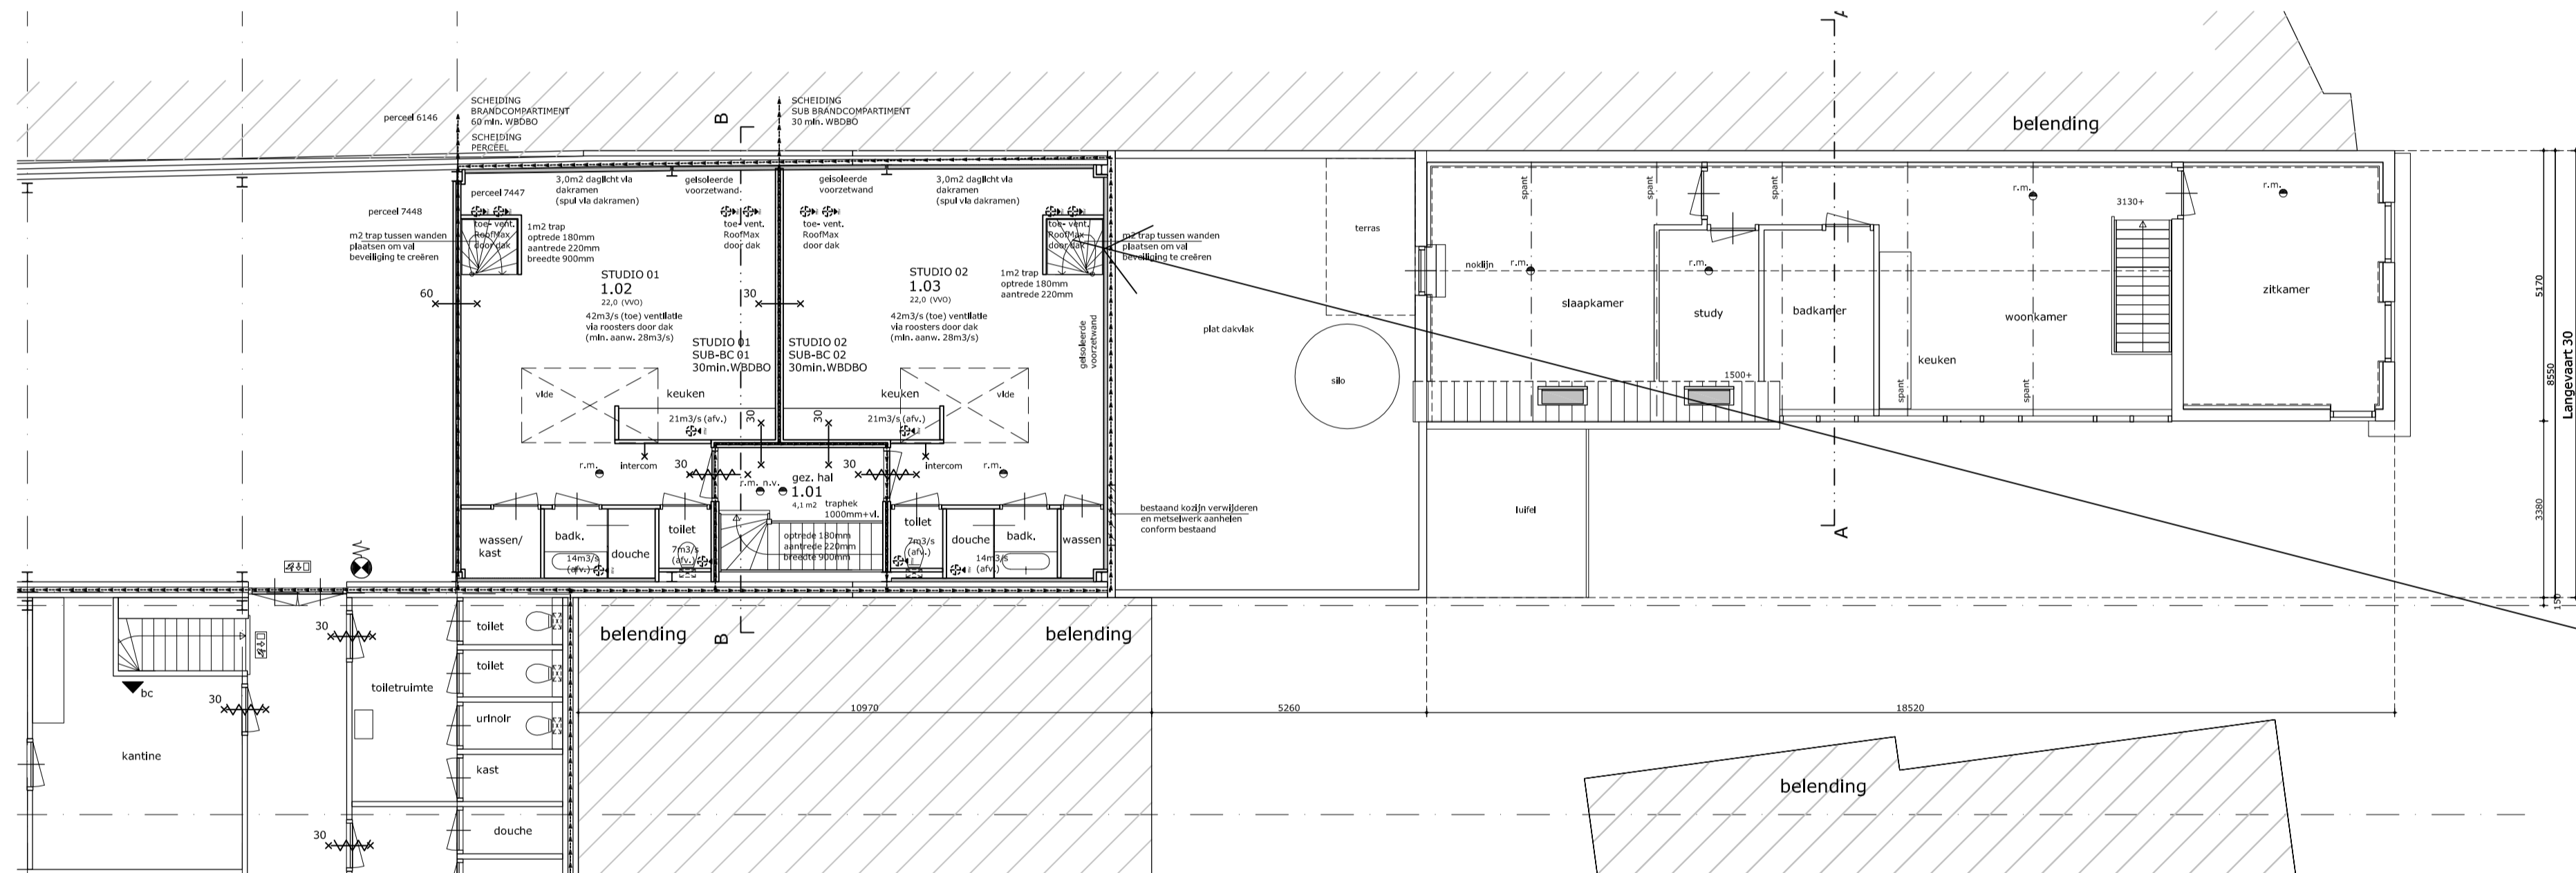 perceel 6146
SCHEIDING
BRANDCOMPARTIMENT
60 min. WBDBO
SCHEIDING
PERCEEL
B
SCHEIDING
SUB BRANDCOMPARTIMENT
30 min. WBDBO
A
belending
perceel 7447
perceel 7448
3,0m2 daglicht via
dakramen
(spui via dakramen)
geisoleerde
voorzetwand
geisoleerde
voorzetwand
3,0m2 daglicht via
dakramen
(spui via dakramen)
m2 trap tussen wanden
plaatsen om val
beveiliging te creëren
toe- vent.
RoofMax
door dak
1m2 trap
optrede 180mm
aantrede 220mm
breedte 900mm
toe- vent.
RoofMax
door dak
toe- vent.
RoofMax
door dak
toe- vent.
RoofMax
door dak
m2 trap tussen wanden
plaatsen om val
beveiliging te creëren
STUDIO 01
1.02
22,0 (VVO)
STUDIO 02
1.03
22,0 (VVO)
1m2 trap
optrede 180mm
aantrede 220mm
60
30
42m3/s (toe) ventilatie
via roosters door dak
(min. aanw. 28m3/s)
42m3/s (toe) ventilatie
via roosters door dak
(min. aanw. 28m3/s)
geisoleerde
voorzetwand
STUDIO 01
SUB-BC 01
30min.WBDBO
STUDIO 02
SUB-BC 02
30min.WBDBO
vide
keuken
keuken
vide
21m3/s (afv.)
30
30
21m3/s (afv.)
r.m.
intercom
30
r.m. n.v.
gez. hal
1.01
4,1 m2
traphek
1000mm+vl.
30
intercom
r.m.
wassen/
kast
badk.
14m3/s
(afv.)
douche
toilet
7m3/s
(afv.)
optrede 180mm
aantrede 220mm
breedte 900mm
toilet
7m3/s
(afv.)
douche
badk.
14m3/s
(afv.)
wassen
bestaand kozijn verwijderen
en metselwerk aanhelen
conform bestaand
terras
plat dakvlak
silo
luifel
noklijn
r.m.
spant
spant
spant
spant
spant
slaapkamer
r.m.
study
1500+
badkamer
r.m.
woonkamer
keuken
3130+
r.m.
zitkamer
A
5170
8550
3380
150
Langevaart 30
30
bc
30
kantine
toiletruimte
30
toilet
toilet
urinoir
kast
douche
belending
B
belending
10970
5260
18520
belending